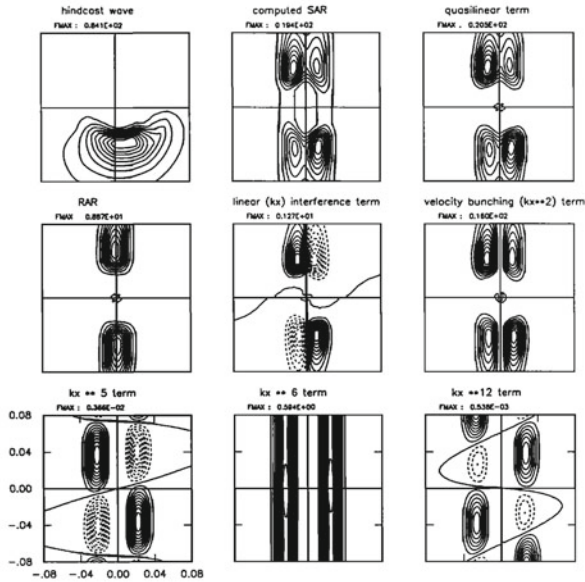 hindcast wave
FMAX : 0.841E+02
computed SAR
FMAX : 0.194E+02
quasilinear term
FMAX . 0.205E+02
RAR
FMAX 0.887E+01
linear (kx) interference term
FMAX : 0.127E+01
velocity bunching (kx**2) term
FMAX : 0.160E+02
kx ** 5 term
FMAX : 0.366E-02
kx ** 6 term
FMAX : 0.594E+00
kx **12 term
FMAX : 0.538E-03
0.08
0.04
0.00
-0.04
-0.08
-0.08 -0.04 0.00 0.04 0.08